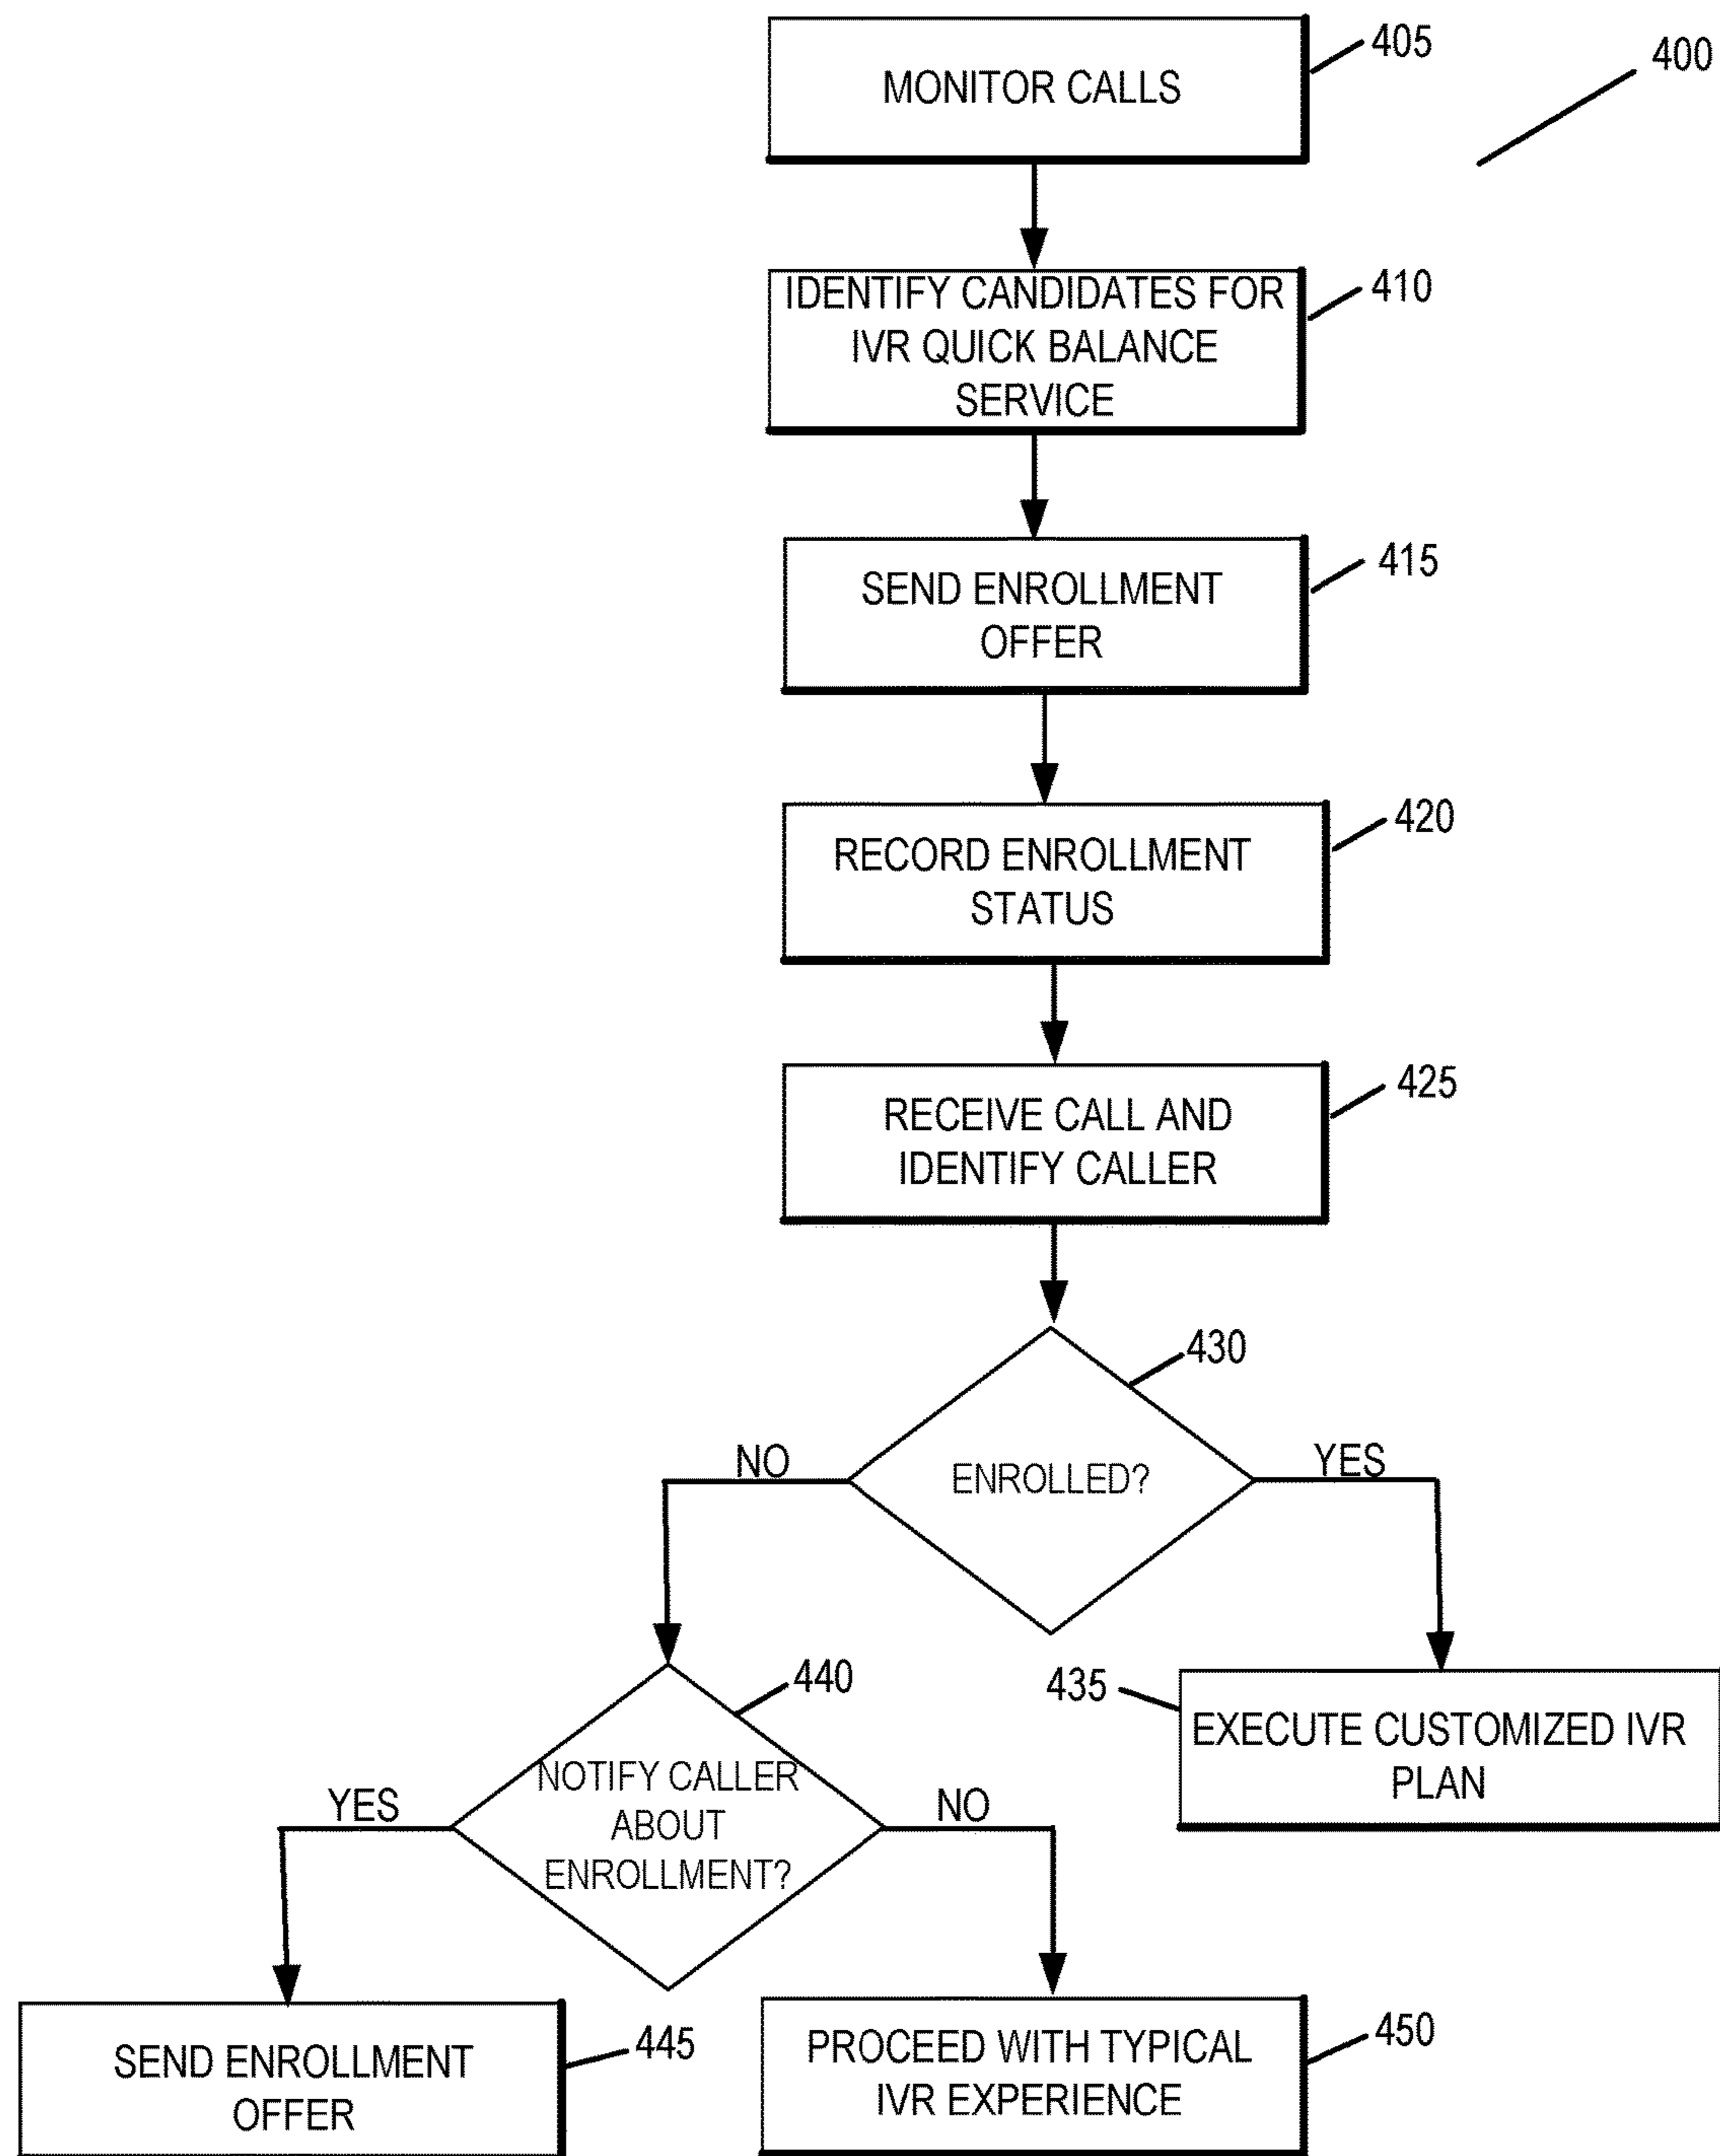 MONITOR CALLS
405
400
IDENTIFY CANDIDATES FOR
IVR QUICK BALANCE
SERVICE
410
SEND ENROLLMENT
OFFER
415
RECORD ENROLLMENT
STATUS
420
RECEIVE CALL AND
IDENTIFY CALLER
425
430
NO
ENROLLED?
YES
440
435
EXECUTE CUSTOMIZED IVR
PLAN
YES
NOTIFY CALLER
ABOUT
ENROLLMENT?
NO
SEND ENROLLMENT
OFFER
445
PROCEED WITH TYPICAL
IVR EXPERIENCE
450